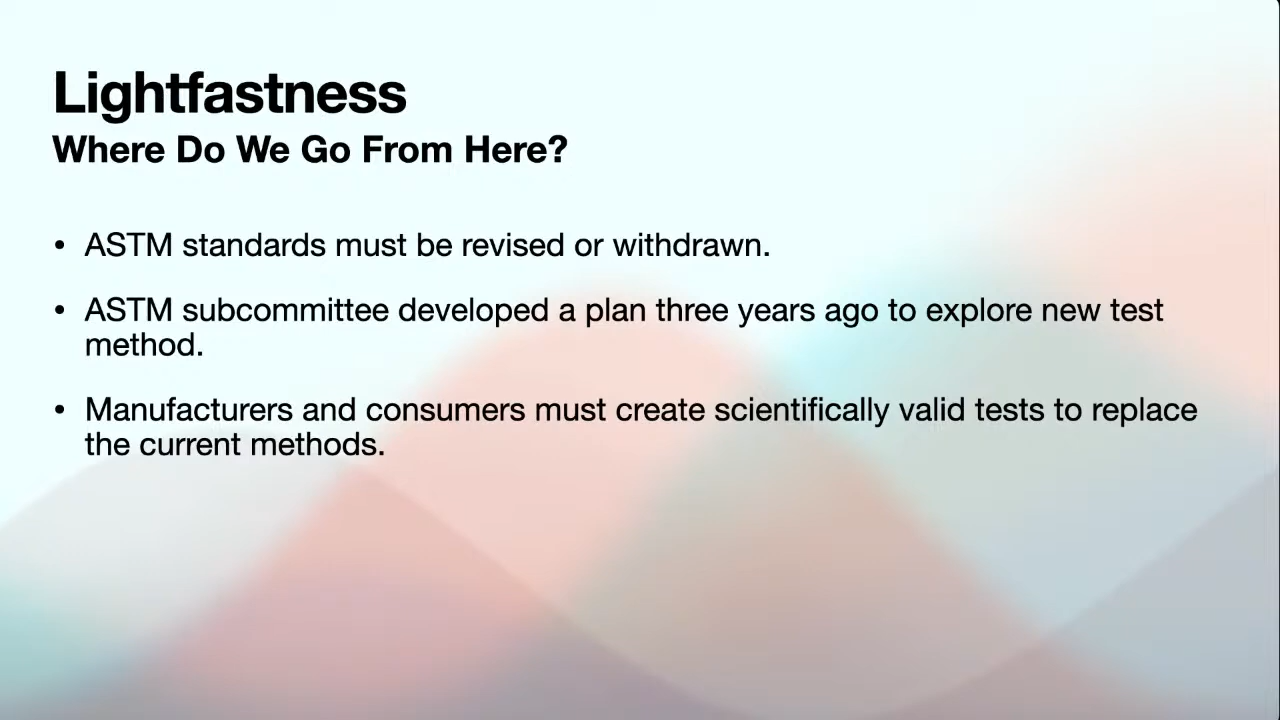 Lightfastness
Where Do We Go From Here?
• ASTM standards must be revised or withdrawn.
• ASTM subcommittee developed a plan three years ago to explore new test
method.
• Manufacturers and consumers must create scientifically valid tests to replace
the current methods.